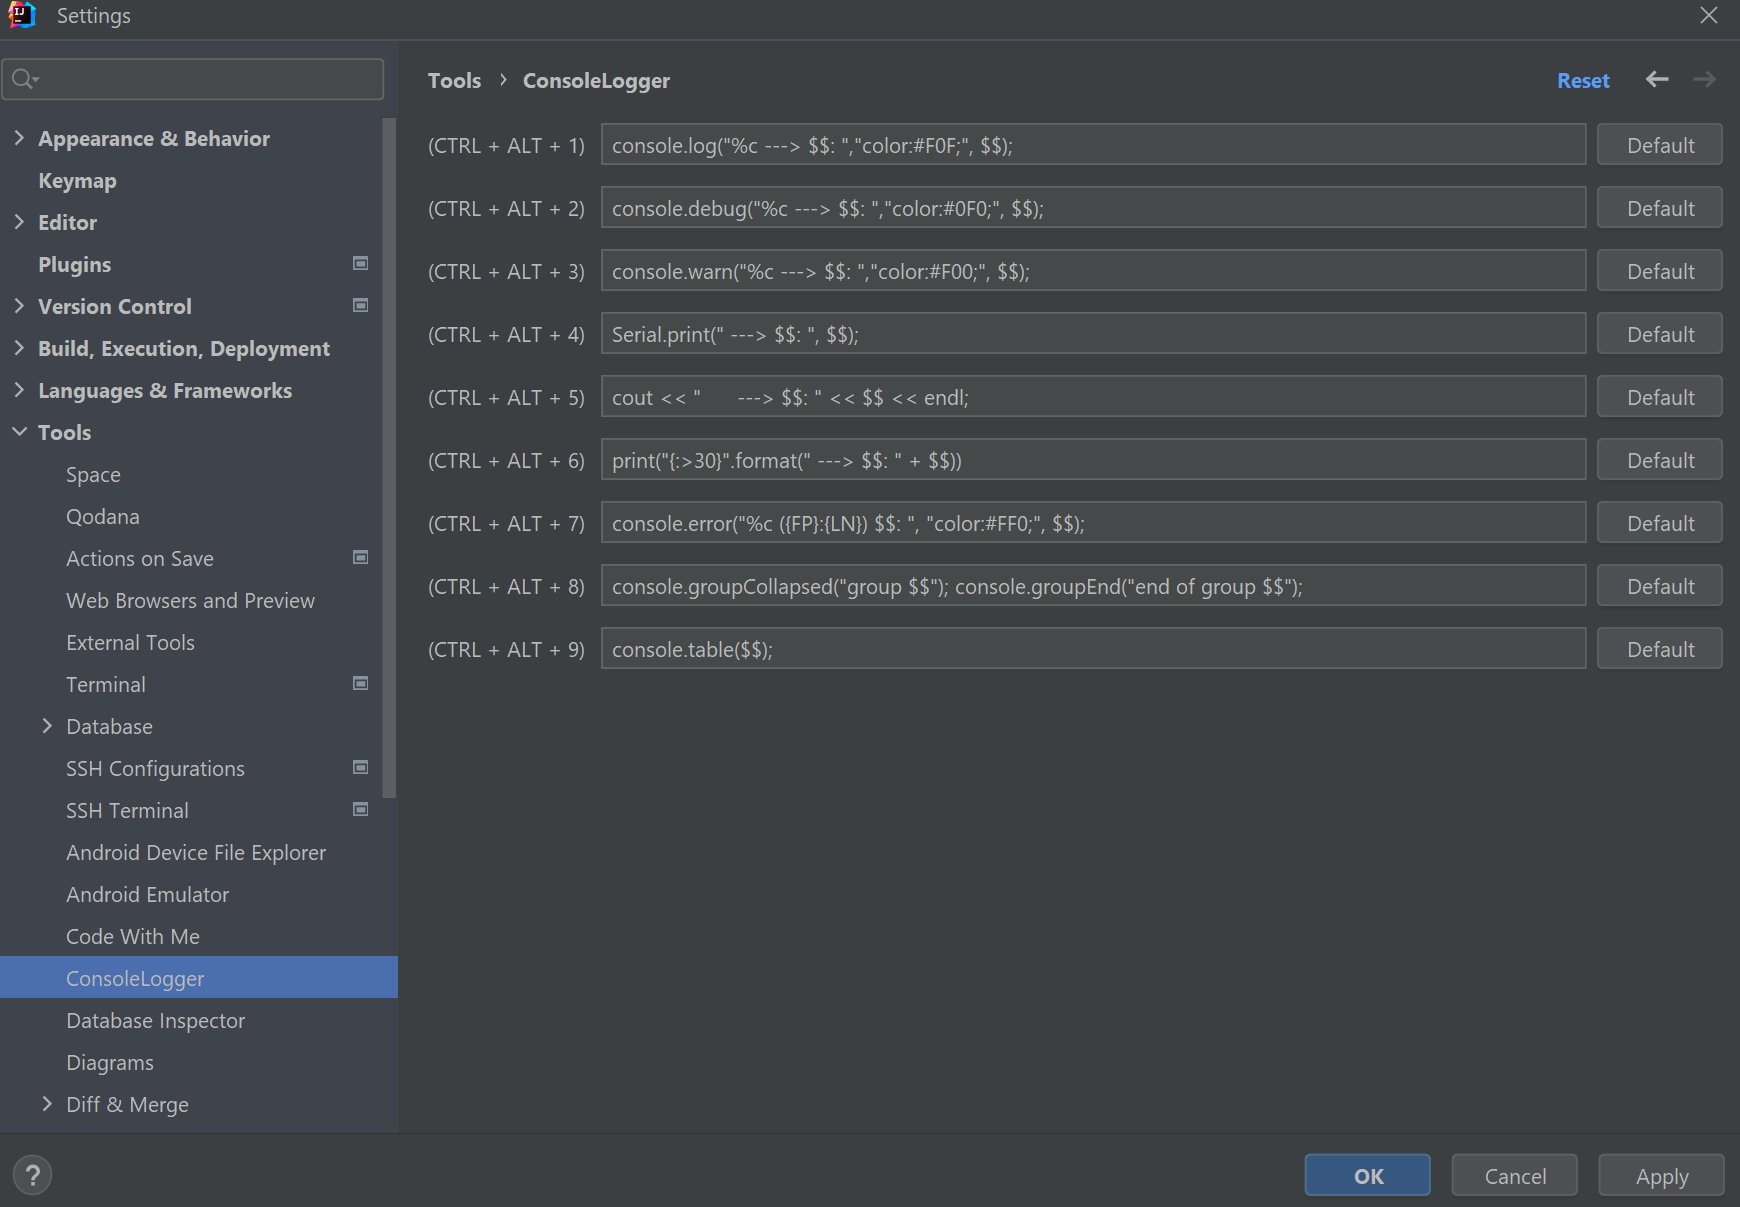 Settings
Appearance & Behavior
Keymap
Editor
Plugins
Version Control
Build, Execution, Deployment
Languages & Frameworks
Tools
Space
Qodana
Actions on Save
Web Browsers and Preview
External Tools
Terminal
Database
SSH Configurations
SSH Terminal
Android Device File Explorer
Android Emulator
Code With Me
ConsoleLogger
Database Inspector
Diagrams
Diff & Merge
Tools › ConsoleLogger Reset
(CTRL + ALT + 1) console.log("%c ---> $$: ","color:#F0F;", $$); Default
(CTRL + ALT + 2) console.debug("%c ---> $$: ","color:#0F0;", $$); Default
(CTRL + ALT + 3) console.warn("%c ---> $$: ","color:#F00;", $$); Default
(CTRL + ALT + 4) Serial.print(" ---> $$: ", $$); Default
(CTRL + ALT + 5) cout << "      ---> $$: " << $$ << endl; Default
(CTRL + ALT + 6) print("{:>30}".format(" ---> $$: " + $$)) Default
(CTRL + ALT + 7) console.error("%c ({FP}:{LN}) $$: ", "color:#FF0;", $$); Default
(CTRL + ALT + 8) console.groupCollapsed("group $$"); console.groupEnd("end of group $$"); Default
(CTRL + ALT + 9) console.table($$); Default
? OK Cancel Apply